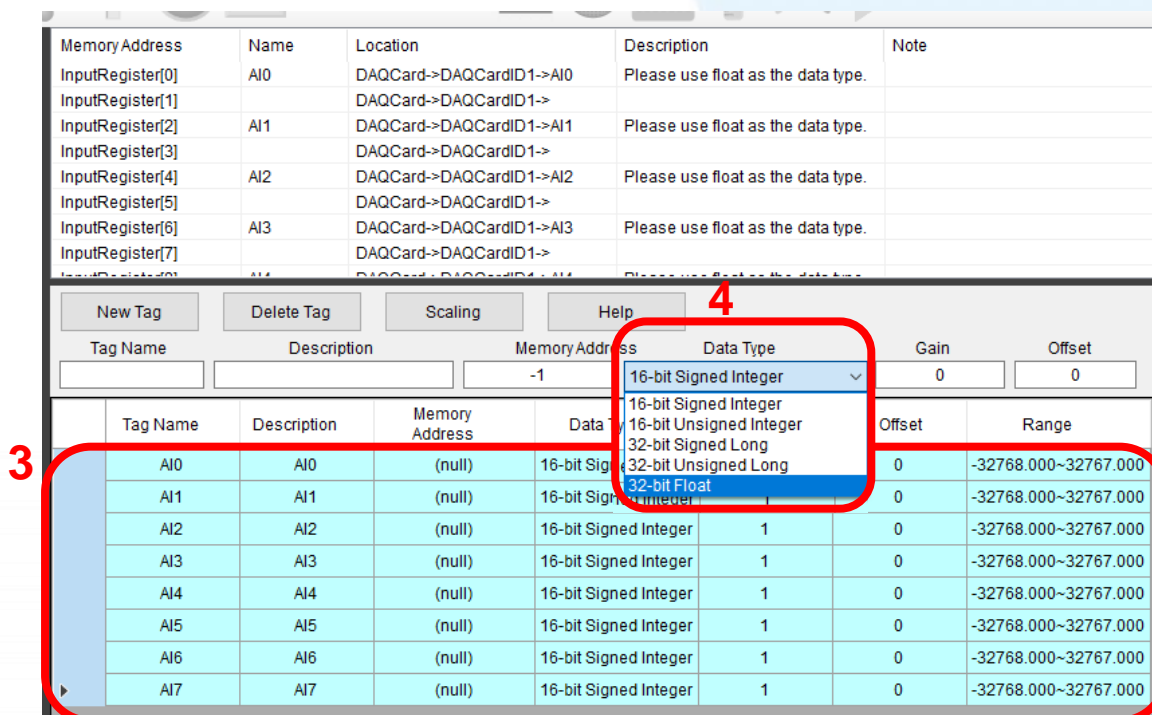 Memory Address Name Location Description Note
InputRegister[0] AI0 DAQCard->DAQCardID1->AI0 Please use float as the data type.
InputRegister[1] DAQCard->DAQCardID1->
InputRegister[2] AI1 DAQCard->DAQCardID1->AI1 Please use float as the data type.
InputRegister[3] DAQCard->DAQCardID1->
InputRegister[4] AI2 DAQCard->DAQCardID1->AI2 Please use float as the data type.
InputRegister[5] DAQCard->DAQCardID1->
InputRegister[6] AI3 DAQCard->DAQCardID1->AI3 Please use float as the data type.
InputRegister[7] DAQCard->DAQCardID1->
4
New Tag Delete Tag Scaling Help
Tag Name Description Memory Address Data Type Gain Offset
-1 16-bit Signed Integer 0 0
16-bit Signed Integer
16-bit Unsigned Integer
32-bit Signed Long
32-bit Unsigned Long
32-bit Float
Tag Name Description Memory Address Data Offset Range
3
AI0 AI0 (null) 16-bit 0 -32768.000~32767.000
AI1 AI1 (null) 16-bit Signed Integer 1 0 -32768.000~32767.000
AI2 AI2 (null) 16-bit Signed Integer 1 0 -32768.000~32767.000
AI3 AI3 (null) 16-bit Signed Integer 1 0 -32768.000~32767.000
AI4 AI4 (null) 16-bit Signed Integer 1 0 -32768.000~32767.000
AI5 AI5 (null) 16-bit Signed Integer 1 0 -32768.000~32767.000
AI6 AI6 (null) 16-bit Signed Integer 1 0 -32768.000~32767.000
AI7 AI7 (null) 16-bit Signed Integer 1 0 -32768.000~32767.000